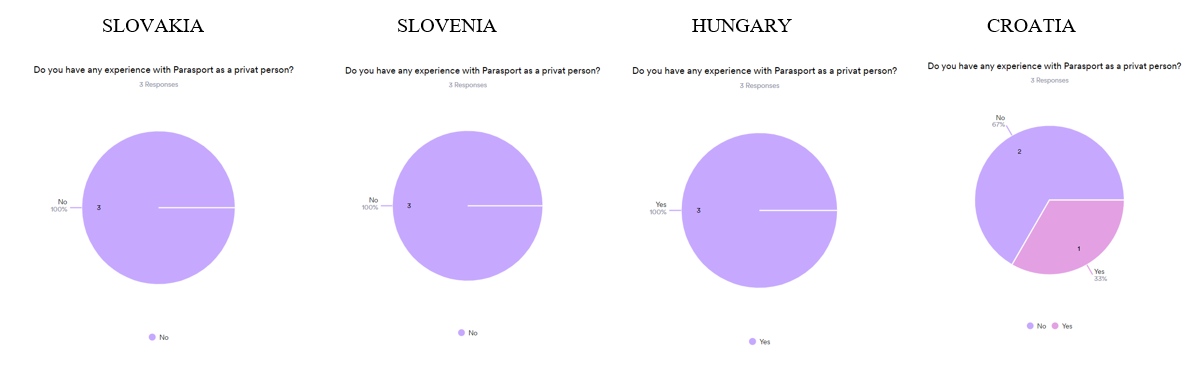 SLOVAKIA
Do you have any experience with Parasport as a privat person?
3 Responses
No
100%
3
No
SLOVENIA
Do you have any experience with Parasport as a privat person?
3 Responses
No
100%
3
No
HUNGARY
Do you have any experience with Parasport as a privat person?
3 Responses
Yes
100%
3
Yes
CROATIA
Do you have any experience with Parasport as a privat person?
3 Responses
No
67%
2
1
Yes
33%
No Yes